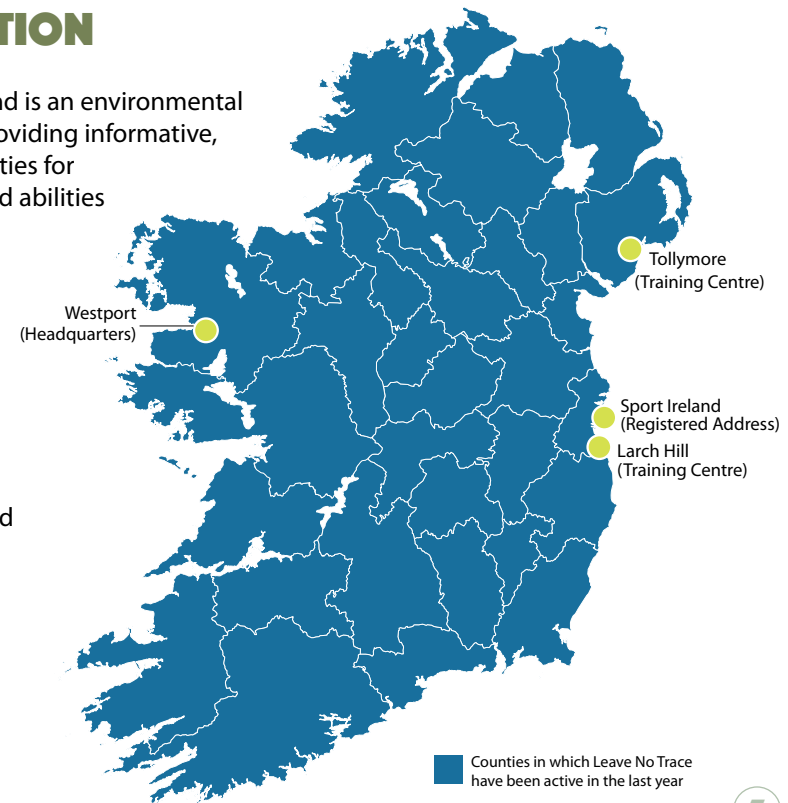 TION
nd is an environmental
oviding informative,
ties for
d abilities
Tollymore
(Training Centre)
Westport
(Headquarters)
Sport Ireland
(Registered Address)
Larch Hill
(Training Centre)
d
Counties in which Leave No Trace
have been active in the last year